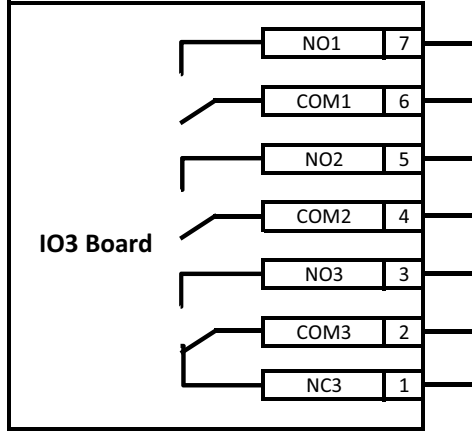 NO1 7
COM1 6
NO2 5
COM2 4
IO3 Board
NO3 3
COM3 2
NC3 1